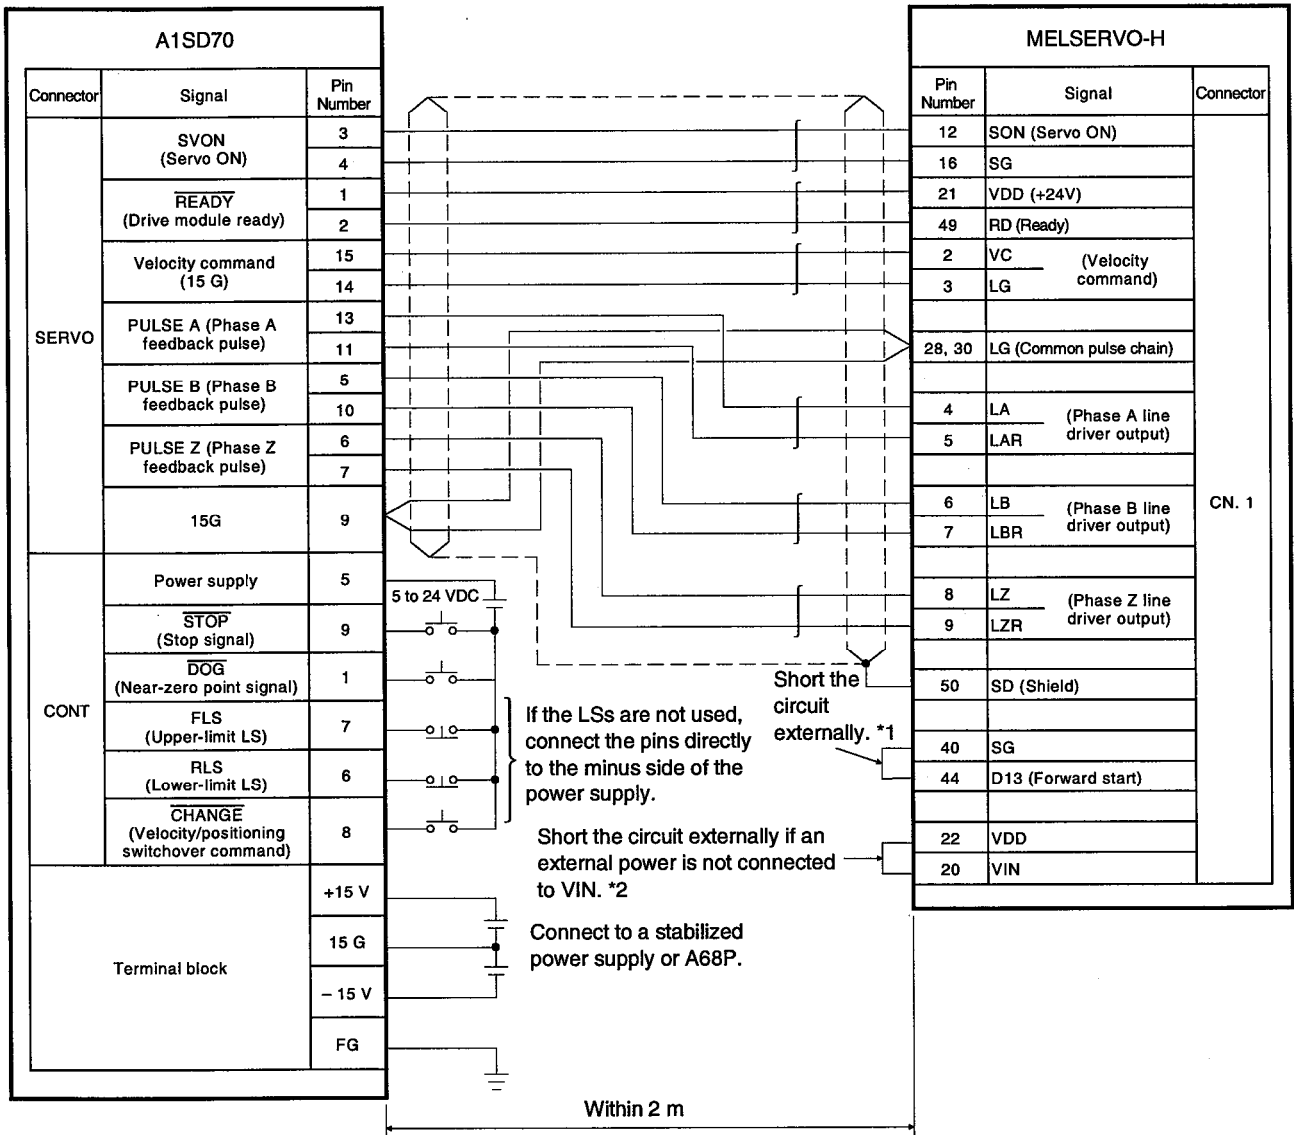 A1SD70
Connector
Signal
Pin
Number
SERVO
SVON
(Servo ON)
3
4
READY
(Drive module ready)
1
2
Velocity command
(15 G)
15
14
PULSE A (Phase A
feedback pulse)
13
11
PULSE B (Phase B
feedback pulse)
5
10
PULSE Z (Phase Z
feedback pulse)
6
7
15G
9
CONT
Power supply
5
STOP
(Stop signal)
9
DOG
(Near-zero point signal)
1
FLS
(Upper-limit LS)
7
RLS
(Lower-limit LS)
6
CHANGE
(Velocity/positioning
switchover command)
8
Terminal block
+15 V
15 G
– 15 V
FG
5 to 24 VDC
If the LSs are not used,
connect the pins directly
to the minus side of the
power supply.
Short the
circuit
externally. *1
Short the circuit externally if an
external power is not connected
to VIN. *2
Connect to a stabilized
power supply or A68P.
Within 2 m
MELSERVO-H
Pin
Number
Signal
Connector
12 SON (Servo ON)
16 SG
21 VDD (+24V)
49 RD (Ready)
2 VC
3 LG
(Velocity
command)
28, 30 LG (Common pulse chain)
4 LA
5 LAR
(Phase A line
driver output)
6 LB
7 LBR
(Phase B line
driver output)
8 LZ
9 LZR
(Phase Z line
driver output)
50 SD (Shield)
40 SG
44 D13 (Forward start)
22 VDD
20 VIN
CN. 1